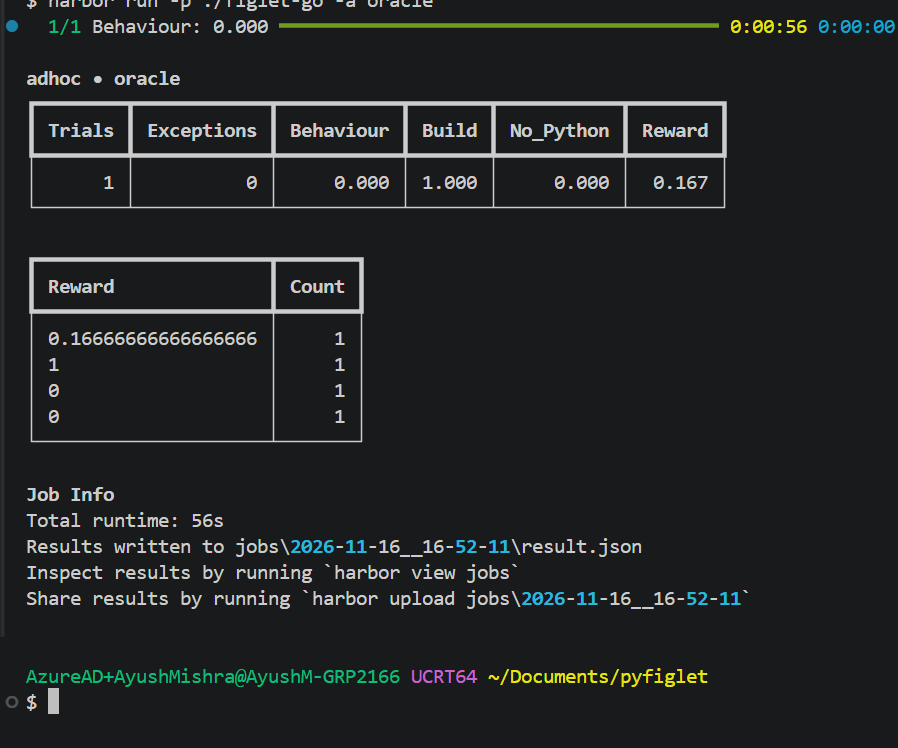 $ harbor run -p ./figlet-go -a oracle
1/1 Behaviour: 0.000 0:00:56 0:00:00
adhoc • oracle
Trials Exceptions Behaviour Build No_Python Reward
1 0 0.000 1.000 0.000 0.167
Reward Count
0.16666666666666666 1
1 1
0 1
0 1
Job Info
Total runtime: 56s
Results written to jobs\2026-11-16__16-52-11\result.json
Inspect results by running `harbor view jobs`
Share results by running `harbor upload jobs\2026-11-16__16-52-11`
AzureAD+AyushMishra@AyushM-GRP2166 UCRT64 ~/Documents/pyfiglet
$